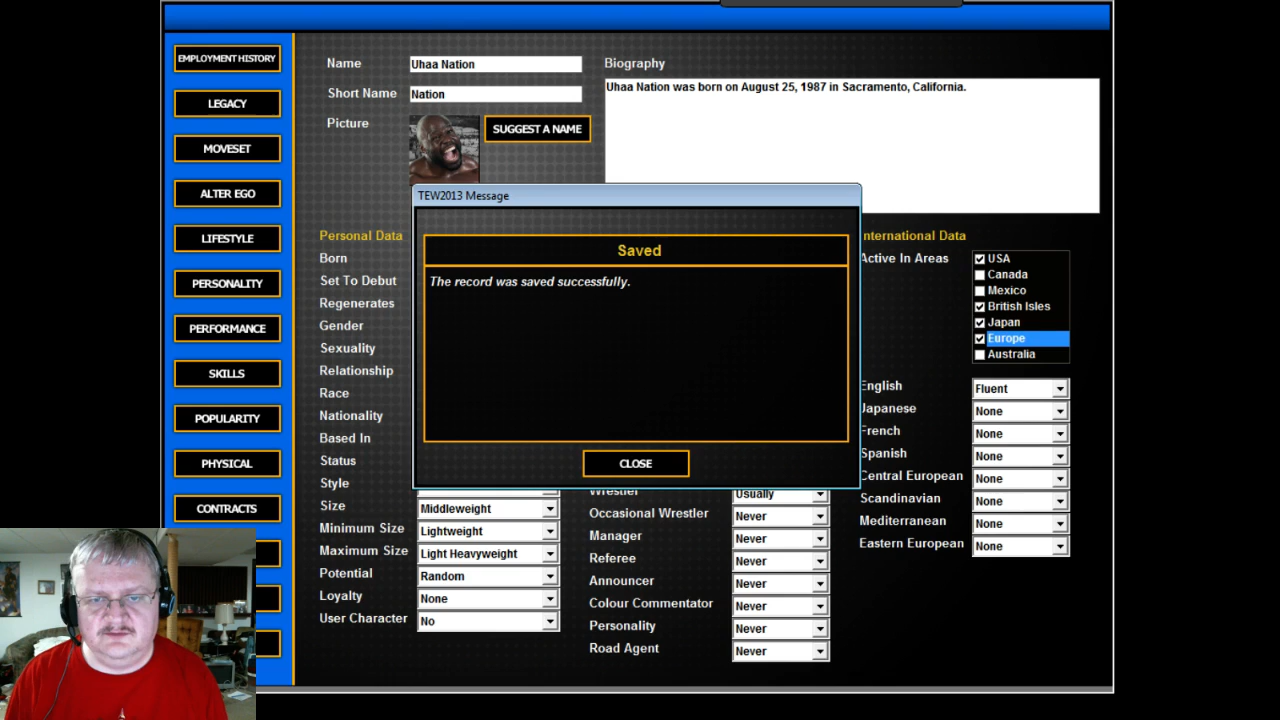 EMPLOYMENT HISTORY
LEGACY
MOVESET
ALTER EGO
LIFESTYLE
PERSONALITY
PERFORMANCE
SKILLS
POPULARITY
PHYSICAL
CONTRACTS
Name Uhaa Nation
Short Name Nation
Picture
SUGGEST A NAME
Biography
Uhaa Nation was born on August 25, 1987 in Sacramento, California.
TEW2013 Message
Saved
The record was saved successfully.
CLOSE
Personal Data
Born
Set To Debut
Regenerates
Gender
Sexuality
Relationship
Race
Nationality
Based In
Status
Style
Size Middleweight
Minimum Size Lightweight
Maximum Size Light Heavyweight
Potential Random
Loyalty None
User Character No
Wrestler Usually
Occasional Wrestler Never
Manager Never
Referee Never
Announcer Never
Colour Commentator Never
Personality Never
Road Agent Never
nternational Data
Active In Areas
USA
Canada
Mexico
British Isles
Japan
Europe
Australia
English Fluent
Japanese None
French None
Spanish None
Central European None
Scandinavian None
Mediterranean None
Eastern European None